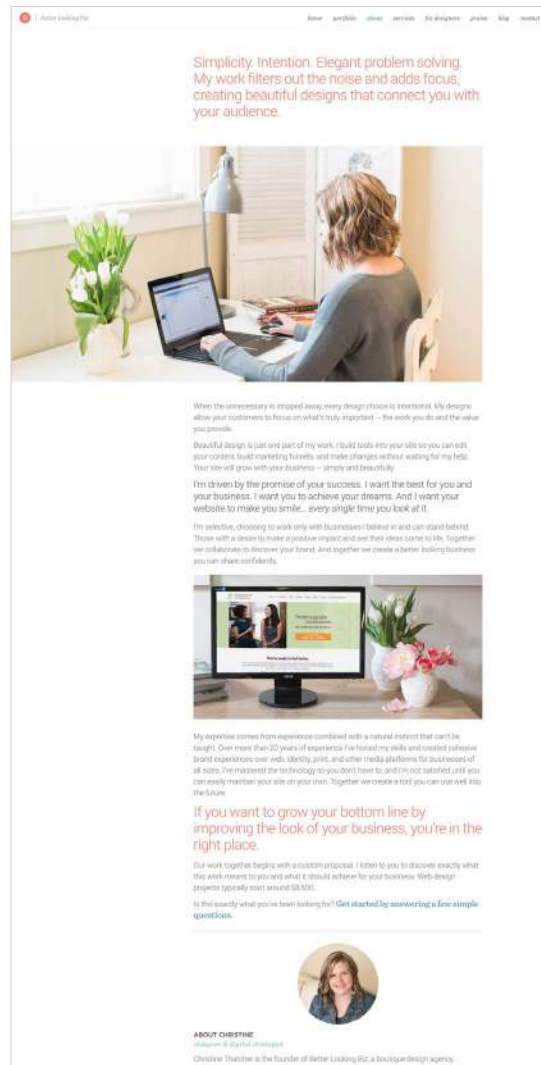 Better Looking Biz
home portfolio about services for designers praise blog contact
Simplicity. Intention. Elegant problem solving.
My work filters out the noise and adds focus,
creating beautiful designs that connect you with
your audience.
When the unnecessary is stripped away, every design choice is intentional. My designs
allow your customers to focus on what's truly important – the work you do and the value
you provide.
Beautiful design is just one part of my work. I build tools into your site so you can edit
your content, build marketing funnels, and make changes without waiting for my help.
Your site will grow with your business – simply and beautifully.
I'm driven by the promise of your success. I want the best for you and
your business. I want you to achieve your dreams. And I want your
website to make you smile... every single time you look at it.
I'm selective, choosing to work only with businesses I believe in and can stand behind.
Those with a desire to make a positive impact and see their ideas come to life. Together
we collaborate to discover your brand. And together we create a better looking business
you can share confidently.
My expertise comes from experience combined with a natural instinct that can't be
taught. Over more than 20 years of experience I've honed my skills and created cohesive
brand experiences over web, identity, print, and other media platforms for businesses of
all sizes. I've mastered the technology so you don't have to, and I'm not satisfied until you
can easily maintain your site on your own. Together we create a tool you can use well into
the future.
If you want to grow your bottom line by
improving the look of your business, you're in the
right place.
Our work together begins with a custom proposal. I listen to you to discover exactly what
this work means to you and what it should achieve for your business. Web design
projects typically start around $8,500.
Is this exactly what you've been looking for? Get started by answering a few simple
questions.
ABOUT CHRISTINE
designer & digital strategist
Christine Thatcher is the founder of Better Looking Biz, a boutique design agency